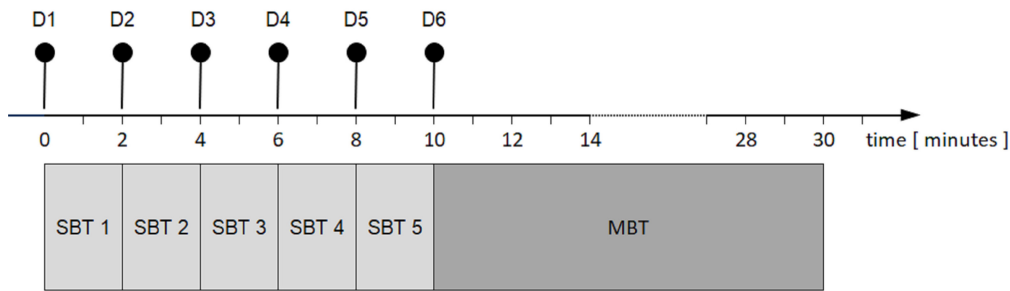 D1 D2 D3 D4 D5 D6
0 2 4 6 8 10 12 14 28 30 time [ minutes ]
SBT 1 SBT 2 SBT 3 SBT 4 SBT 5 MBT